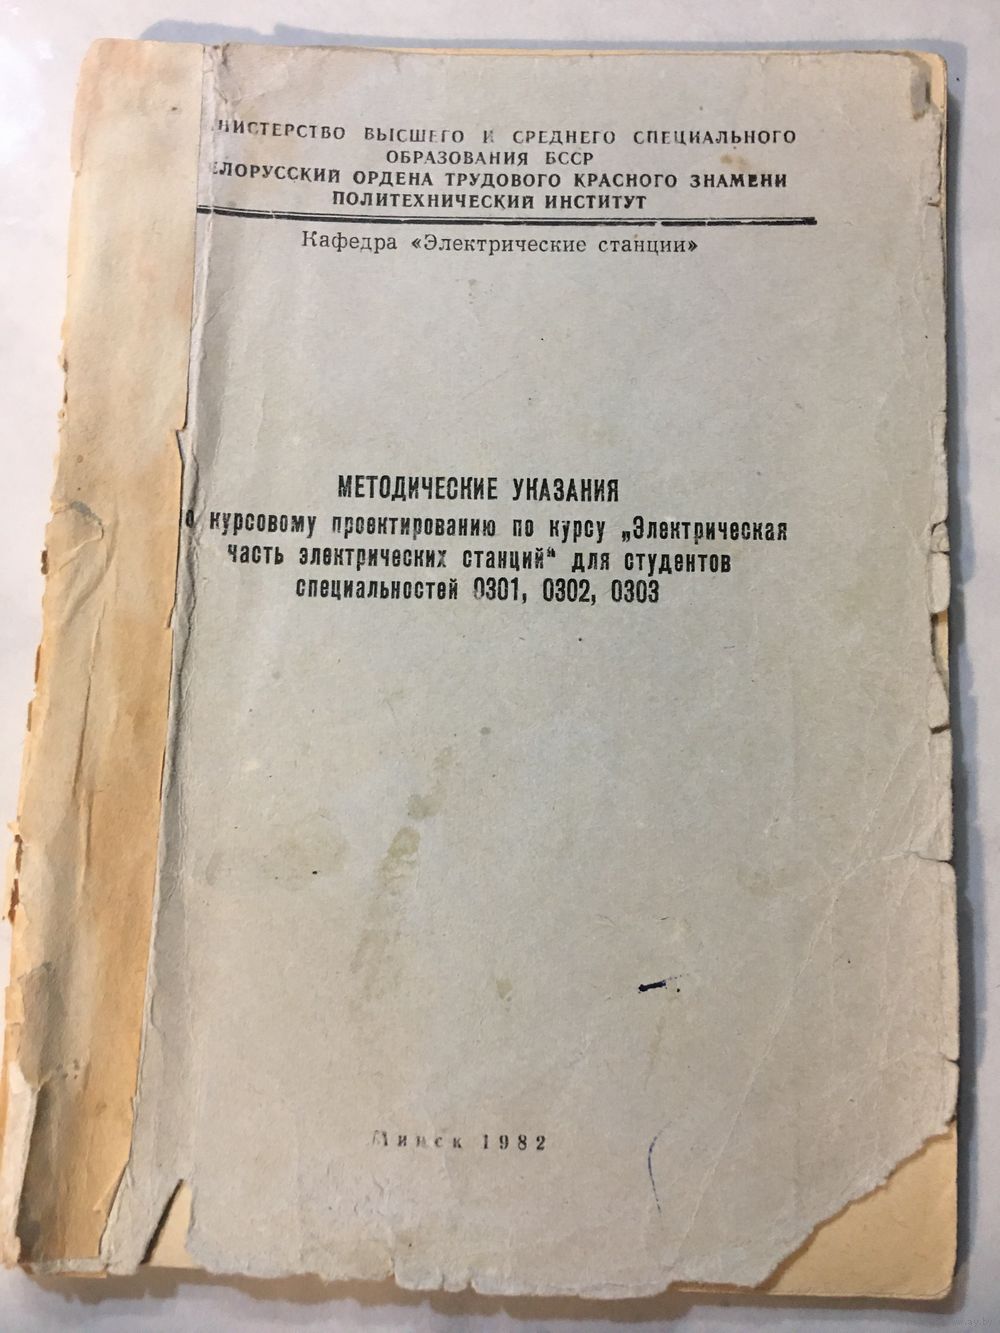 НИСТЕРСТВО ВЫСШЕГО И СРЕДНЕГО СПЕЦИАЛЬНОГО
ОБРАЗОВАНИЯ БССР
ЕЛОРУССКИЙ ОРДЕНА ТРУДОВОГО КРАСНОГО ЗНАМЕНИ
ПОЛИТЕХНИЧЕСКИЙ ИНСТИТУТ
Кафедра «Электрические станции»
МЕТОДИЧЕСКИЕ УКАЗАНИЯ
о курсовому проектированию по курсу „Электрическая
часть электрических станций“ для студентов
специальностей 0301, 0302, 0303
Минск 1982